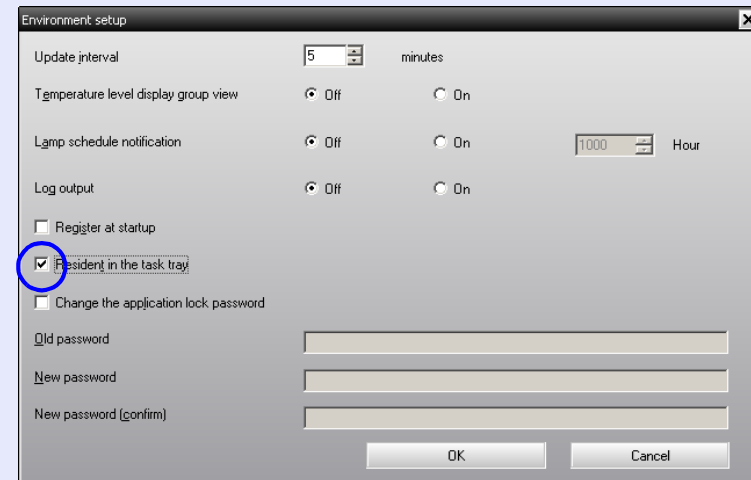 Environment setup
Update interval 5 minutes
Temperature level display group view Off On
Lamp schedule notification Off On 1000 Hour
Log output Off On
Register at startup
Resident in the task tray
Change the application lock password
Old password
New password
New password (confirm)
OK Cancel